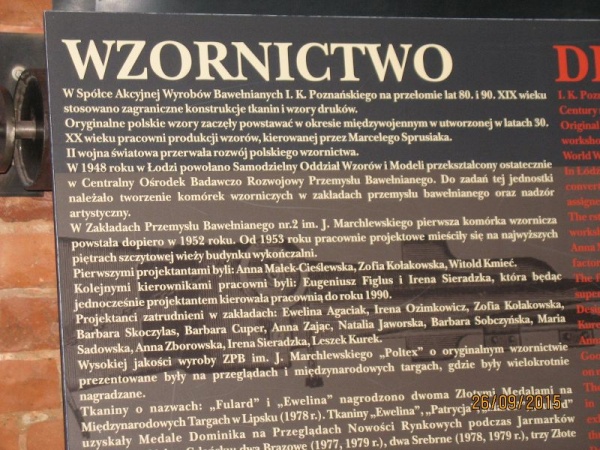 WZORNICTWO
W Spółce Akcyjnej Wyrobów Bawełnianych I. K. Poznańskiego na przełomie lat 80. i 90. XIX wieku
stosowano zagraniczne konstrukcje tkanin i wzory druków.
Oryginalne polskie wzory zaczęły powstawać w okresie międzywojennym w utworzonej w latach 30.
XX wieku pracowni produkcji wzorów, kierowanej przez Marcelego Sprusiaka.
II wojna światowa przerwała rozwój polskiego wzornictwa.
W 1948 roku w Łodzi powołano Samodzielny Oddział Wzorów i Modeli przekształcony ostatecznie
w Centralny Ośrodek Badawczo Rozwojowy Przemysłu Bawełnianego. Do zadań tej jednostki
należało tworzenie komórek wzorniczych w zakładach przemysłu bawełnianego oraz nadzór
artystyczny.
W Zakładach Przemysłu Bawełnianego nr.2 im. J. Marchlewskiego pierwsza komórka wzornicza
powstała dopiero w 1952 roku. Od 1953 roku pracownie projektowe mieściły się na najwyższych
piętrach szczytowej wieży budynku wykończalni.
Pierwszymi projektantami byli: Anna Małek-Cieślewska, Zofia Kołakowska, Witold Kmieć.
Kolejnymi kierownikami pracowni byli: Eugeniusz Figlus i Irena Sieradzka, która będąc
jednocześnie projektantem kierowała pracownią do roku 1990.
Projektanci zatrudnieni w zakładach: Ewelina Agaciak, Irena Ozimkowicz, Zofia Kołakowska,
Barbara Skoczylas, Barbara Cuper, Anna Zając, Natalia Jaworska, Barbara Sobczyńska, Maria
Sadowska, Anna Zborowska, Irena Sieradzka, Leszek Kurek.
Wysokiej jakości wyroby ZPB im. J. Marchlewskiego „Poltex” o oryginalnym wzornictwie
prezentowane były na przeglądach i międzynarodowych targach, gdzie były wielokrotnie
nagradzane.
Tkaniny o nazwach: „Fulard” i „Ewelina” nagrodzono dwoma Złotymi Medalami na
Międzynarodowych Targach w Lipsku (1978 r.). Tkaniny „Ewelina”, „Patrycja”
uzyskały Medale Dominika na Przeglądach Nowości Rynkowych podczas Jarmarków
dwa Brązowe (1977, 1979 r.), dwa Srebrne (1978, 1979 r.), trzy Złote
I. K.
Century
Original
World W
In Łódź
26/09/2015